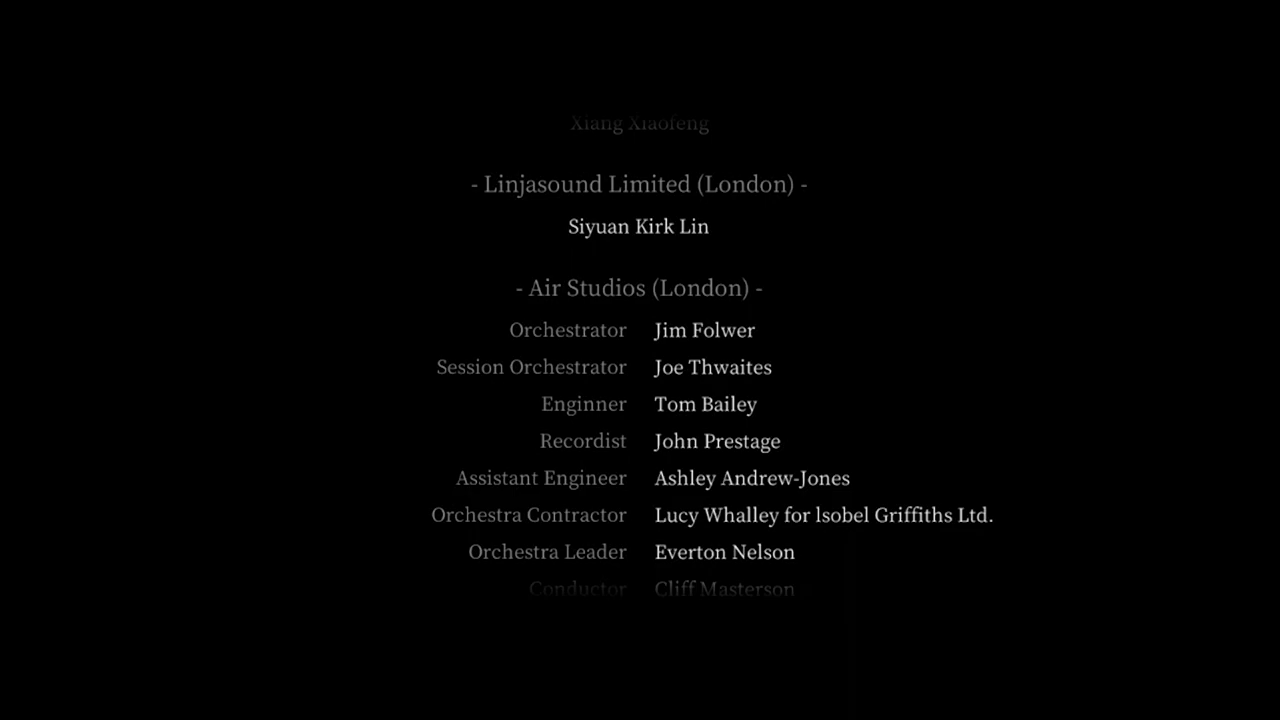 Xiang Xiaofeng
- Linjasound Limited (London) -
Siyuan Kirk Lin
- Air Studios (London) -
Orchestrator Jim Folwer
Session Orchestrator Joe Thwaites
Enginner Tom Bailey
Recordist John Prestage
Assistant Engineer Ashley Andrew-Jones
Orchestra Contractor Lucy Whalley for lsobel Griffiths Ltd.
Orchestra Leader Everton Nelson
Conductor Cliff Masterson